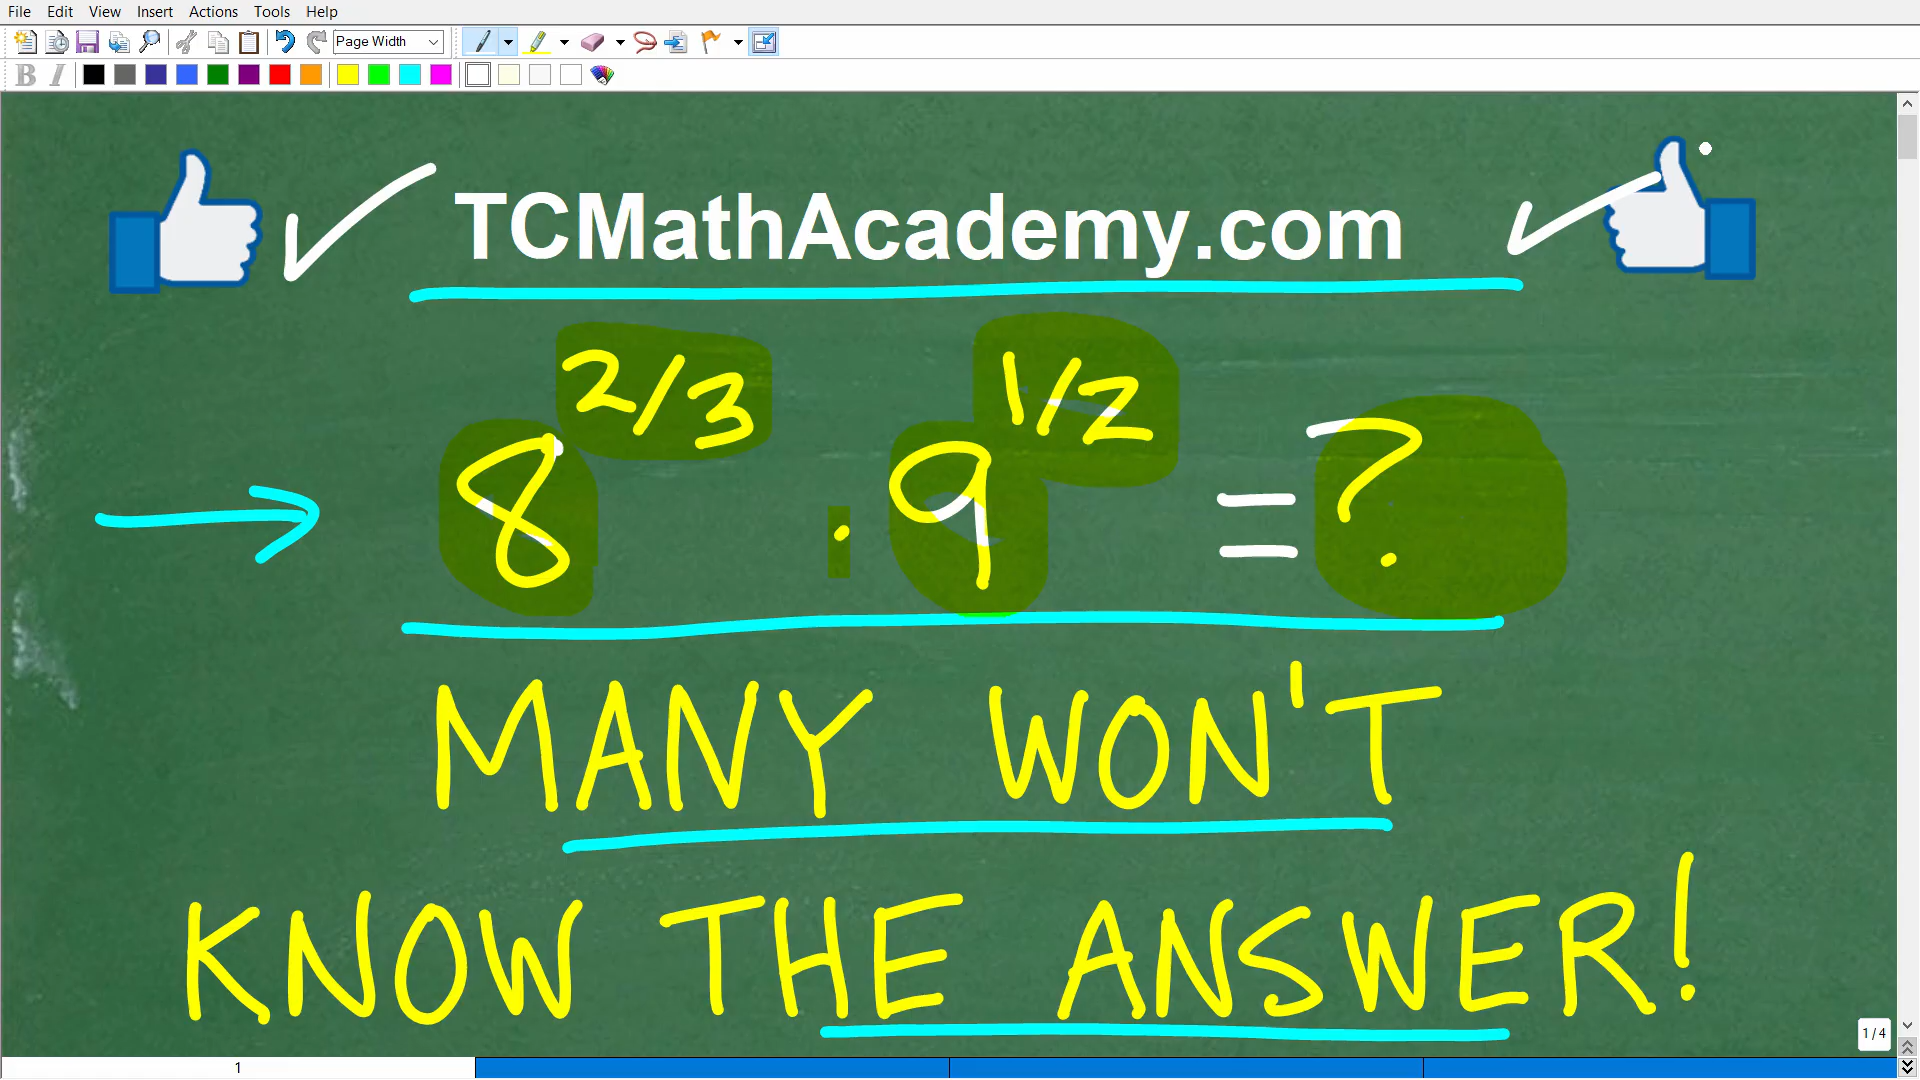 File Edit View Insert Actions Tools Help
Page Width
B I
TCMathAcademy.com
8^2/3 · 9^1/2 = ?
MANY WON'T
KNOW THE ANSWER!
1 / 4
1